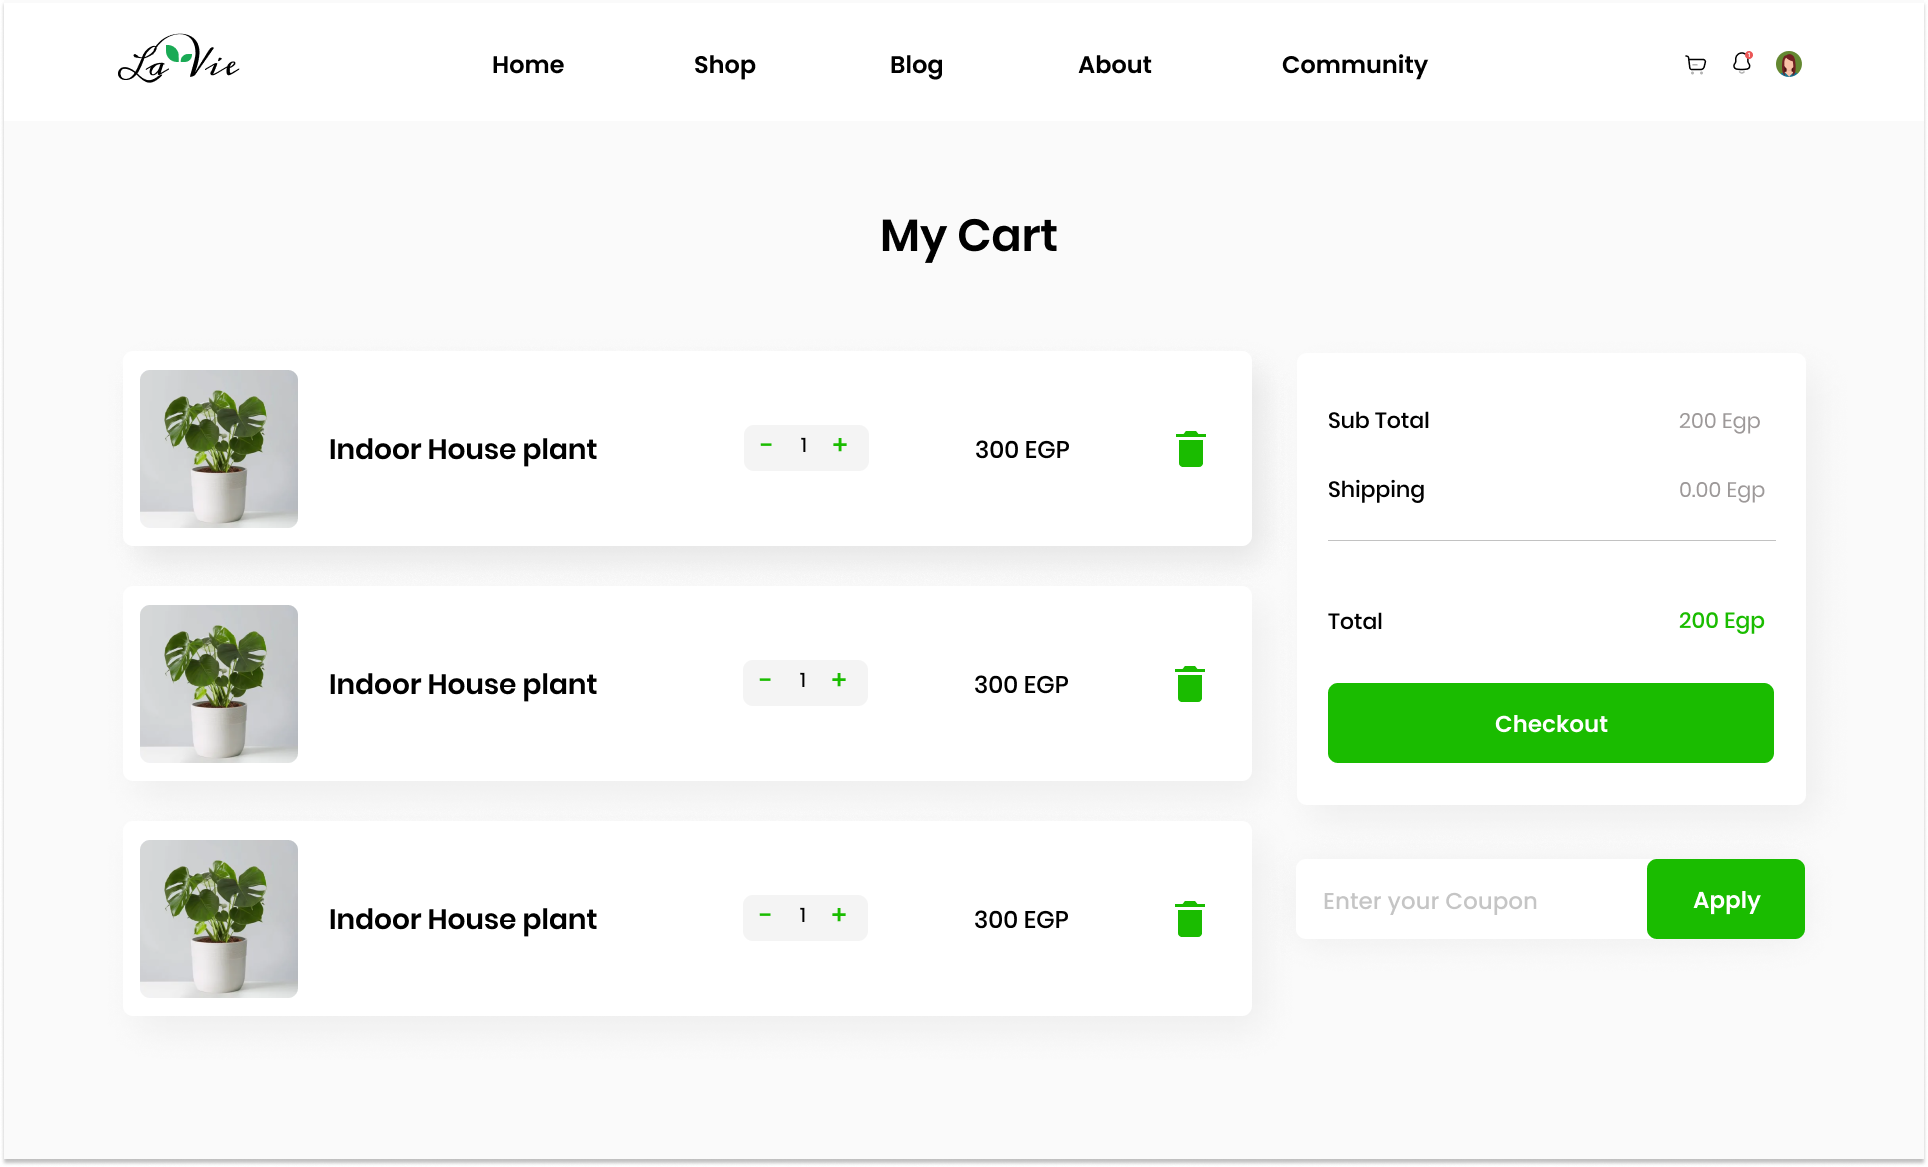 La Vie
Home
Shop
Blog
About
Community
My Cart
Indoor House plant
− 1 +
300 EGP
Indoor House plant
− 1 +
300 EGP
Indoor House plant
− 1 +
300 EGP
Sub Total
200 Egp
Shipping
0.00 Egp
Total
200 Egp
Checkout
Enter your Coupon
Apply